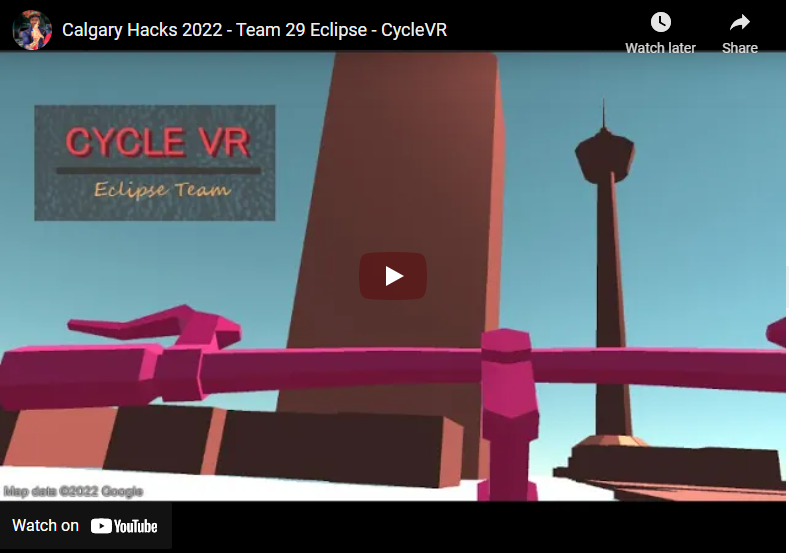 Calgary Hacks 2022 - Team 29 Eclipse - CycleVR
Watch later
Share
CYCLE VR
Eclipse Team
Map data ©2022 Google
Watch on YouTube